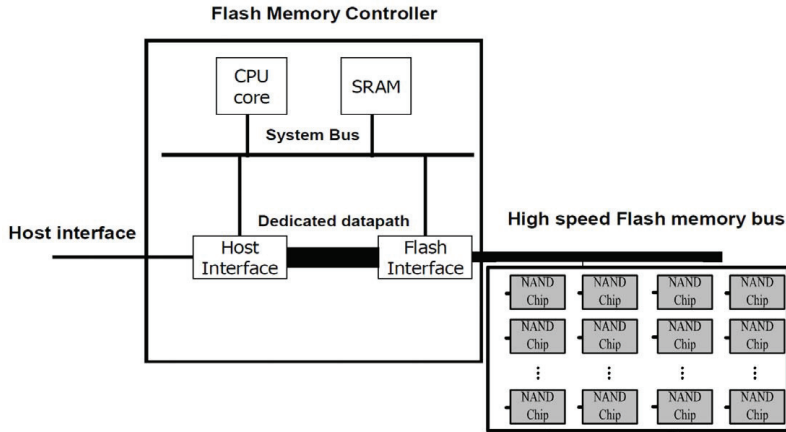 Flash Memory Controller
CPU
core
SRAM
System Bus
Dedicated datapath
High speed Flash memory bus
Host interface
Host
Interface
Flash
Interface
NAND
Chip
NAND
Chip
NAND
Chip
NAND
Chip
NAND
Chip
NAND
Chip
NAND
Chip
NAND
Chip
⋮
⋮
⋮
⋮
NAND
Chip
NAND
Chip
NAND
Chip
NAND
Chip